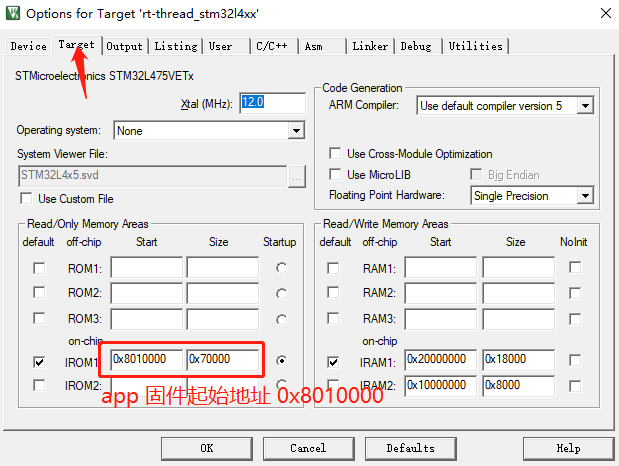 Options for Target 'rt-thread_stm32l4xx'
Device Target Output Listing User C/C++ Asm Linker Debug Utilities
STMicroelectronics STM32L475VETx
Xtal (MHz): 12.0
Operating system: None
System Viewer File:
STM32L4x5.svd ...
Use Custom File
Code Generation
ARM Compiler: Use default compiler version 5
Use Cross-Module Optimization
Use MicroLIB Big Endian
Floating Point Hardware: Single Precision
Read/Only Memory Areas
default off-chip Start Size Startup
ROM1:
ROM2:
ROM3:
on-chip
IROM1: 0x8010000 0x70000
IROM2:
app 固件起始地址 0x8010000
Read/Write Memory Areas
default off-chip Start Size NoInit
RAM1:
RAM2:
RAM3:
on-chip
IRAM1: 0x20000000 0x18000
IRAM2: 0x10000000 0x8000
OK Cancel Defaults Help